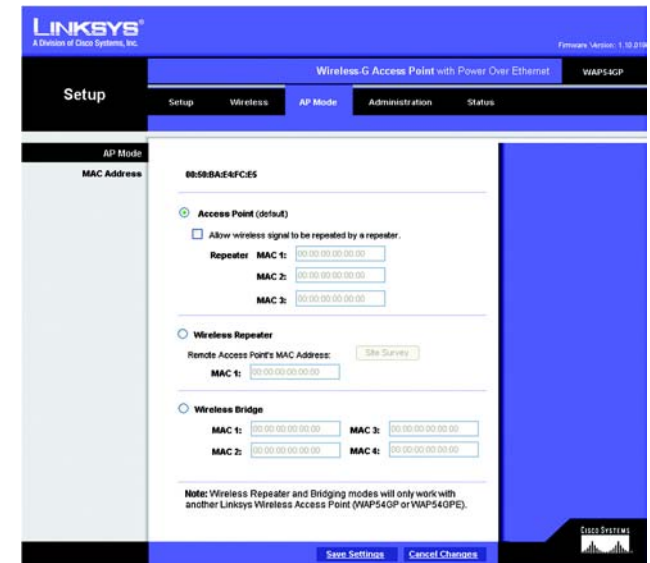 LINKSYS®
A Division of Cisco Systems, Inc.
Firmware Version: 1.10.0190
Wireless-G Access Point with Power Over Ethernet WAP54GP
Setup
Setup Wireless AP Mode Administration Status
AP Mode
MAC Address 00:50:BA:E4:FC:E5
Access Point (default)
Allow wireless signal to be repeated by a repeater.
Repeater MAC 1: 00:00:00:00:00:00
MAC 2: 00:00:00:00:00:00
MAC 3: 00:00:00:00:00:00
Wireless Repeater
Remote Access Point's MAC Address: Site Survey
MAC 1: 00:00:00:00:00:00
Wireless Bridge
MAC 1: 00:00:00:00:00:00 MAC 3: 00:00:00:00:00:00
MAC 2: 00:00:00:00:00:00 MAC 4: 00:00:00:00:00:00
Note: Wireless Repeater and Bridging modes will only work with
another Linksys Wireless Access Point (WAP54GP or WAP54GPE).
CISCO SYSTEMS
Save Settings Cancel Changes